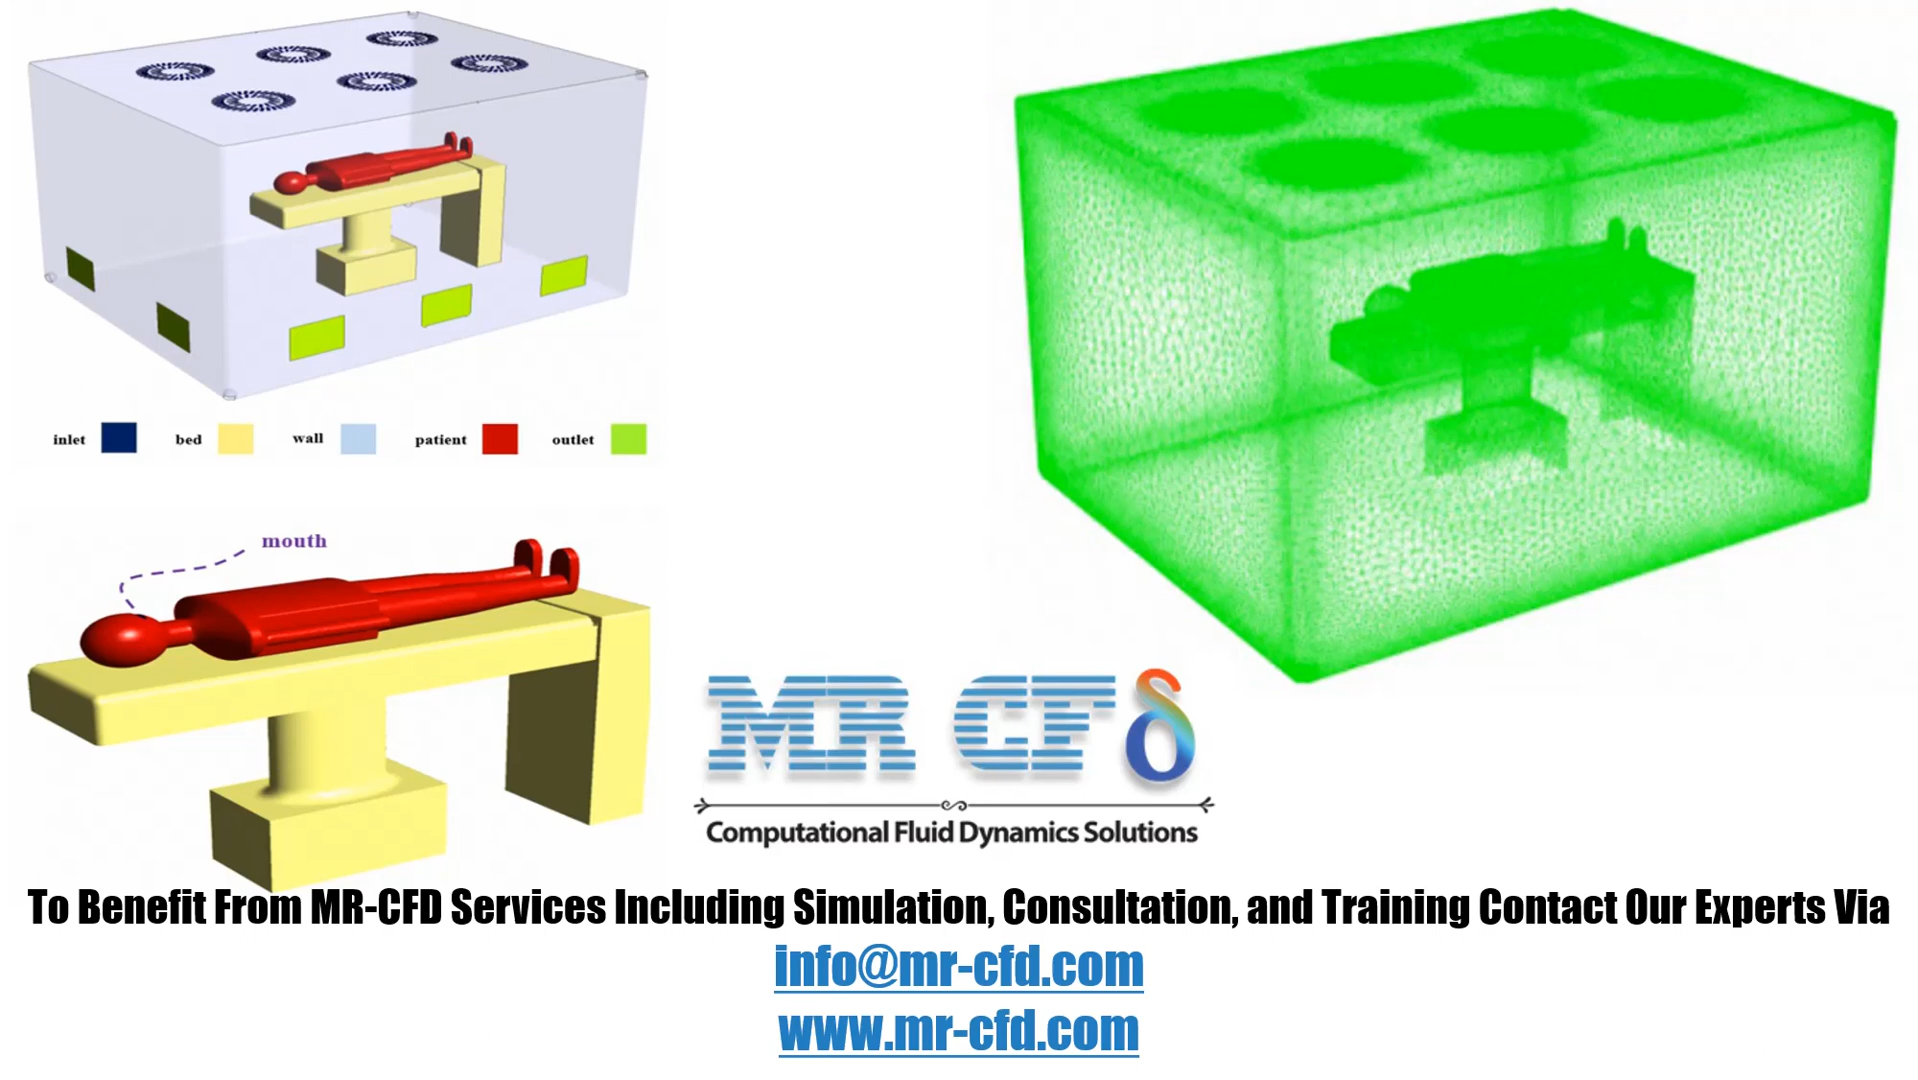 inlet bed wall patient outlet
mouth
MR CFδ
Computational Fluid Dynamics Solutions
To Benefit From MR-CFD Services Including Simulation, Consultation, and Training Contact Our Experts Via
info@mr-cfd.com
www.mr-cfd.com